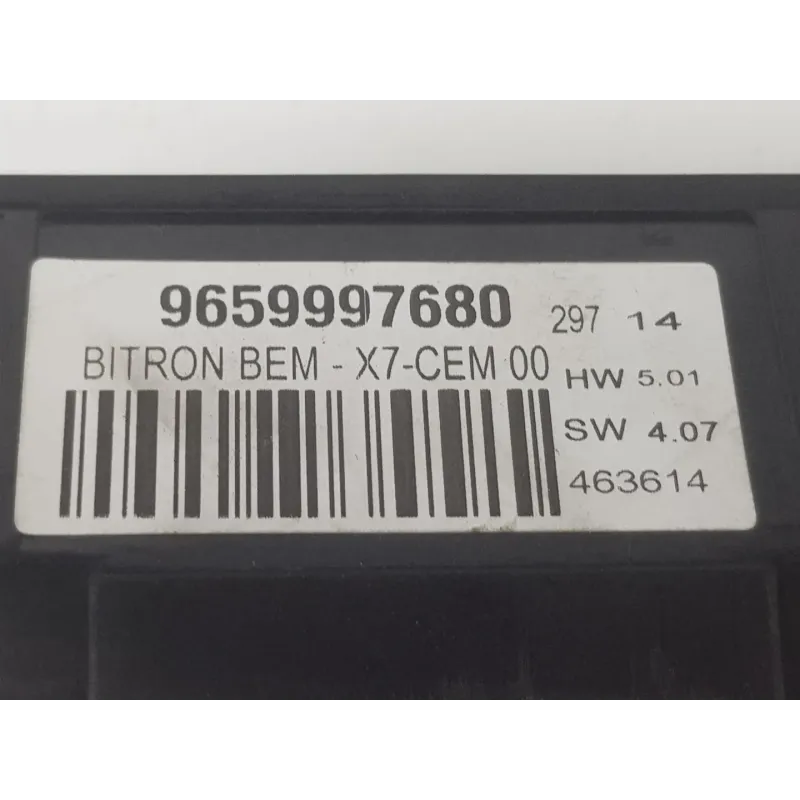 9659997680 297 14
BITRON BEM - X7-CEM 00 HW 5.01
SW 4.07
463614